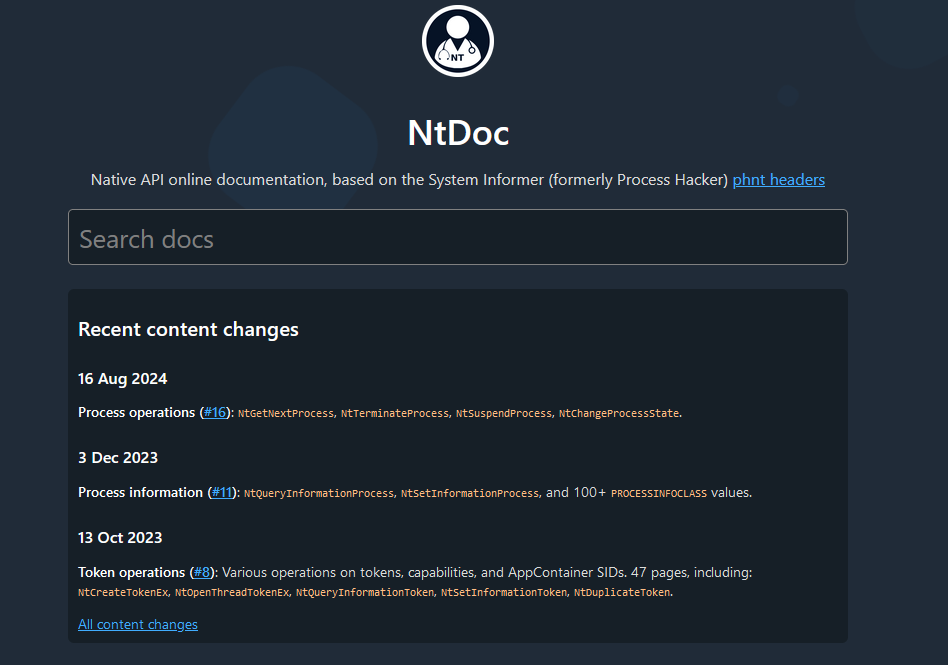 NT
NtDoc
Native API online documentation, based on the System Informer (formerly Process Hacker) phnt headers
Search docs
Recent content changes
16 Aug 2024
Process operations (#16): NtGetNextProcess, NtTerminateProcess, NtSuspendProcess, NtChangeProcessState.
3 Dec 2023
Process information (#11): NtQueryInformationProcess, NtSetInformationProcess, and 100+ PROCESSINFOCLASS values.
13 Oct 2023
Token operations (#8): Various operations on tokens, capabilities, and AppContainer SIDs. 47 pages, including:
NtCreateTokenEx, NtOpenThreadTokenEx, NtQueryInformationToken, NtSetInformationToken, NtDuplicateToken.
All content changes